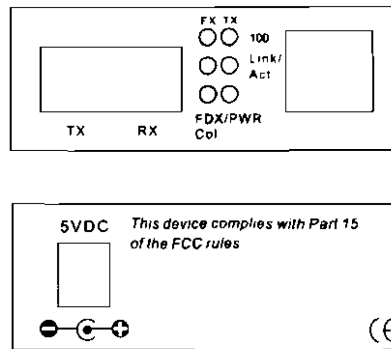 FX TX
100
Link/
Act
FDX/PWR
Col
TX RX
5VDC
This device complies with Part 15
of the FCC rules